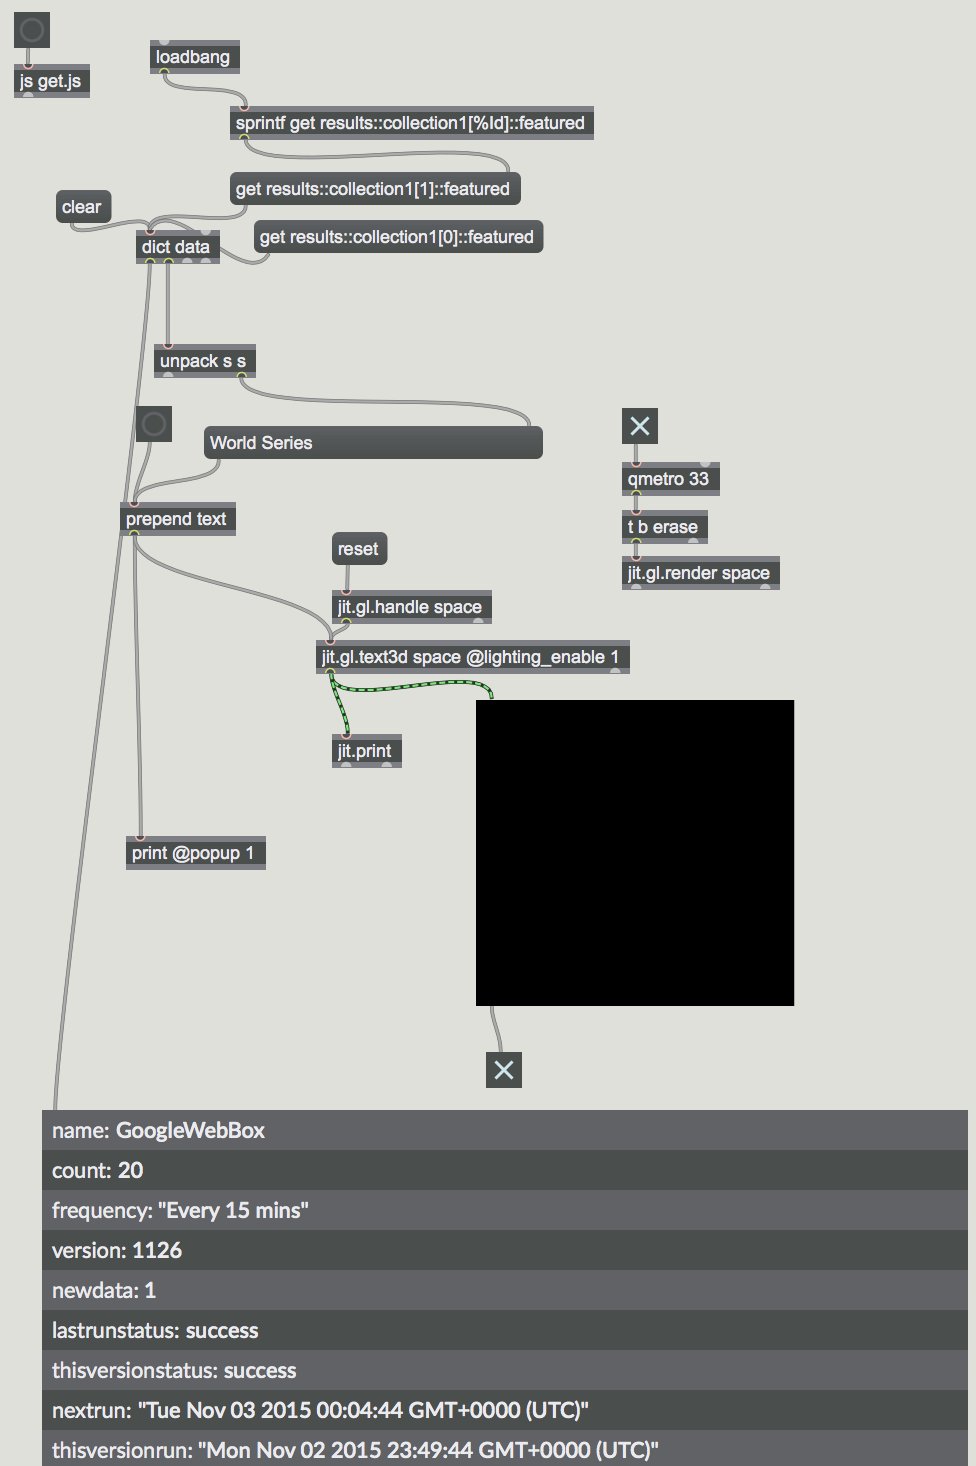 js get.js
loadbang
sprintf get results::collection1[%ld]::featured
get results::collection1[1]::featured
clear
get results::collection1[0]::featured
dict data
unpack s s
World Series
qmetro 33
prepend text
t b erase
reset
jit.gl.render space
jit.gl.handle space
jit.gl.text3d space @lighting_enable 1
jit.print
print @popup 1
name: GoogleWebBox
count: 20
frequency: "Every 15 mins"
version: 1126
newdata: 1
lastrunstatus: success
thisversionstatus: success
nextrun: "Tue Nov 03 2015 00:04:44 GMT+0000 (UTC)"
thisversionrun: "Mon Nov 02 2015 23:49:44 GMT+0000 (UTC)"